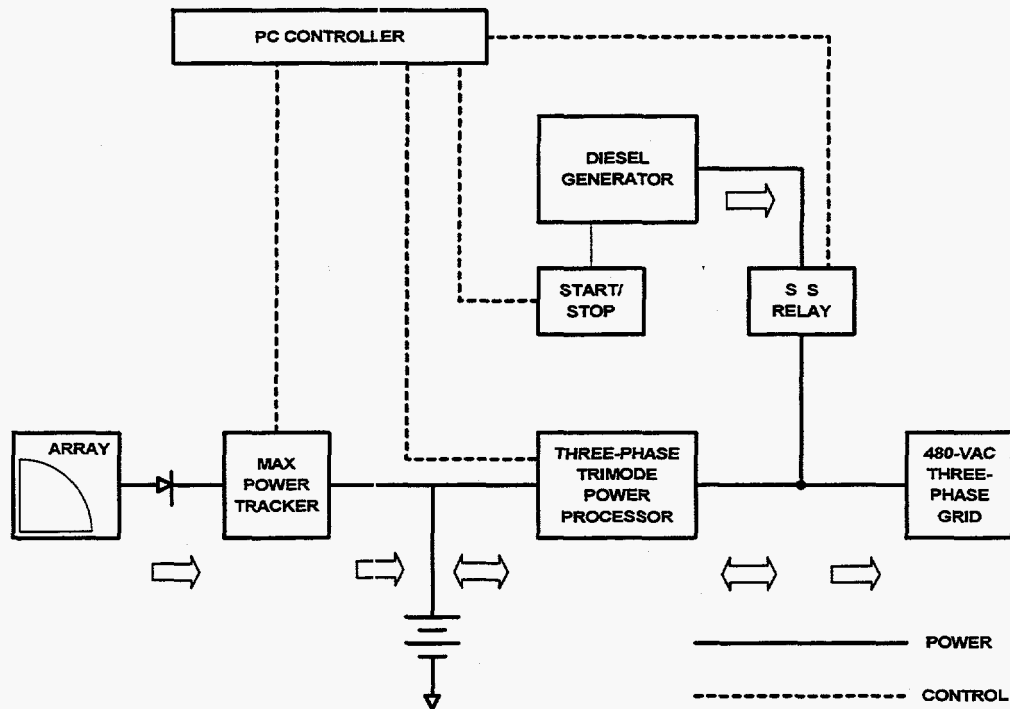 PC CONTROLLER
DIESEL
GENERATOR
START/
STOP
S S
RELAY
ARRAY
MAX
POWER
TRACKER
THREE-PHASE
TRIMODE
POWER
PROCESSOR
480-VAC
THREE-
PHASE
GRID
POWER
CONTROL